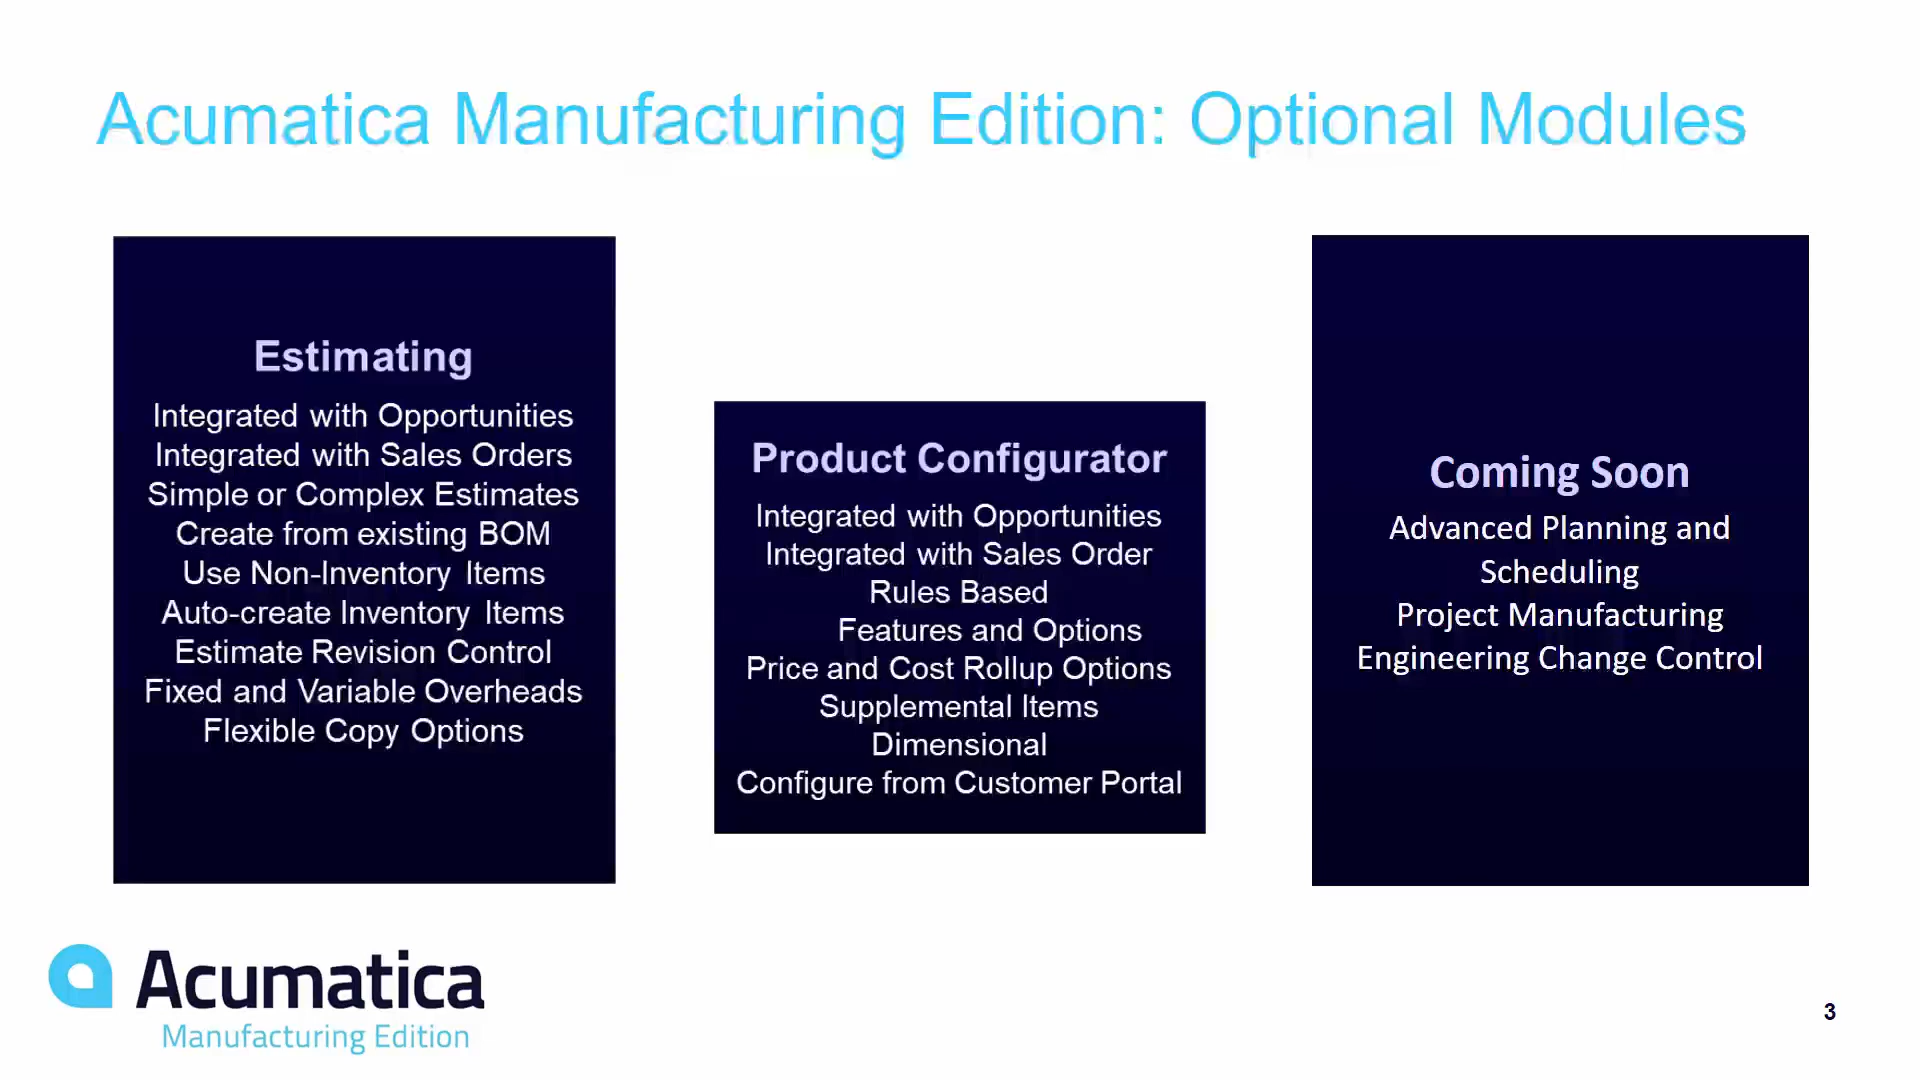 Acumatica Manufacturing Edition: Optional Modules
Estimating
Integrated with Opportunities
Integrated with Sales Orders
Simple or Complex Estimates
Create from existing BOM
Use Non-Inventory Items
Auto-create Inventory Items
Estimate Revision Control
Fixed and Variable Overheads
Flexible Copy Options
Product Configurator
Integrated with Opportunities
Integrated with Sales Order
Rules Based
Features and Options
Price and Cost Rollup Options
Supplemental Items
Dimensional
Configure from Customer Portal
Coming Soon
Advanced Planning and
Scheduling
Project Manufacturing
Engineering Change Control
Acumatica
Manufacturing Edition
3